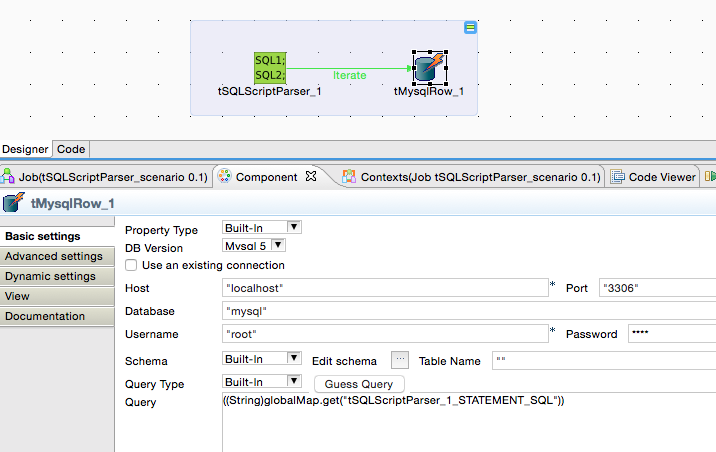 SQL1;
SQL2;
Iterate
tSQLScriptParser_1
tMysqlRow_1
Designer
Code
Job(tSQLScriptParser_scenario 0.1)
Component
Contexts(Job tSQLScriptParser_scenario 0.1)
Code Viewer
tMysqlRow_1
Basic settings
Advanced settings
Dynamic settings
View
Documentation
Property Type Built-In
DB Version Mysql 5
Use an existing connection
Host "localhost" * Port "3306"
Database "mysql"
Username "root" * Password ****
Schema Built-In Edit schema ... Table Name ""
Query Type Built-In Guess Query
Query ((String)globalMap.get("tSQLScriptParser_1_STATEMENT_SQL"))